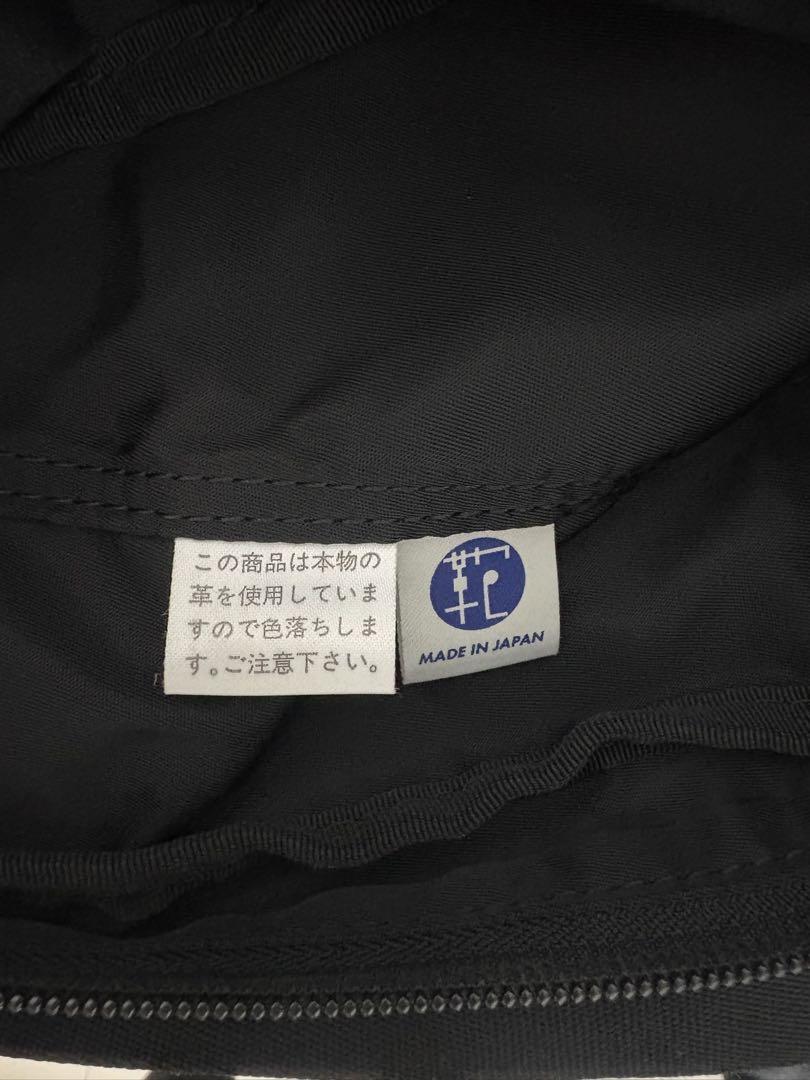 この商品は本物の
革を使用していま
すので色落ちしま
す。ご注意下さい。
鞄
MADE IN JAPAN